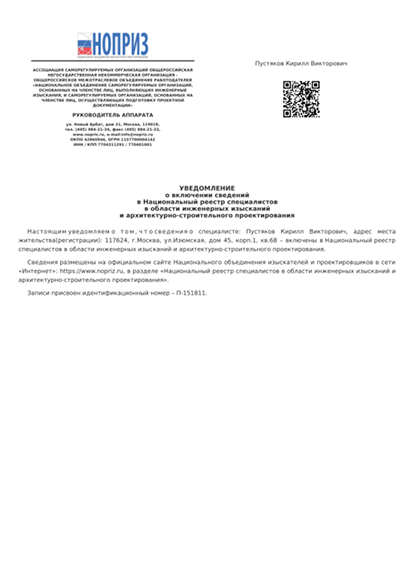 НОПРИЗ
Пустяков Кирилл Викторович
АССОЦИАЦИЯ САМОРЕГУЛИРУЕМЫХ ОРГАНИЗАЦИЙ ОБЩЕРОССИЙСКАЯ
НЕГОСУДАРСТВЕННАЯ НЕКОММЕРЧЕСКАЯ ОРГАНИЗАЦИЯ -
ОБЩЕРОССИЙСКОЕ МЕЖОТРАСЛЕВОЕ ОБЪЕДИНЕНИЕ РАБОТОДАТЕЛЕЙ
«НАЦИОНАЛЬНОЕ ОБЪЕДИНЕНИЕ САМОРЕГУЛИРУЕМЫХ ОРГАНИЗАЦИЙ,
ОСНОВАННЫХ НА ЧЛЕНСТВЕ ЛИЦ, ВЫПОЛНЯЮЩИХ ИНЖЕНЕРНЫЕ
ИЗЫСКАНИЯ, И САМОРЕГУЛИРУЕМЫХ ОРГАНИЗАЦИЙ, ОСНОВАННЫХ НА
ЧЛЕНСТВЕ ЛИЦ, ОСУЩЕСТВЛЯЮЩИХ ПОДГОТОВКУ ПРОЕКТНОЙ
ДОКУМЕНТАЦИИ»
РУКОВОДИТЕЛЬ АППАРАТА
ул. Новый Арбат, дом 21, Москва, 119019,
тел. (495) 984-21-34, факс (495) 984-21-33,
www.nopriz.ru, e-mail:info@nopriz.ru
ОКПО 42860946, ОГРН 1157700004142
ИНН / КПП 7704311291 / 770401001
УВЕДОМЛЕНИЕ
о включении сведений
в Национальный реестр специалистов
в области инженерных изысканий
и архитектурно-строительного проектирования
Настоящим уведомляем о том, что сведения о специалисте: Пустяков Кирилл Викторович, адрес места
жительства(регистрации): 117624, г.Москва, ул.Изюмская, дом 45, корп.1, кв.68 – включены в Национальный реестр
специалистов в области инженерных изысканий и архитектурно-строительного проектирования.
Сведения размещены на официальном сайте Национального объединения изыскателей и проектировщиков в сети
«Интернет»: https://www.nopriz.ru, в разделе «Национальный реестр специалистов в области инженерных изысканий и
архитектурно-строительного проектирования».
Записи присвоен идентификационный номер – П-151811.